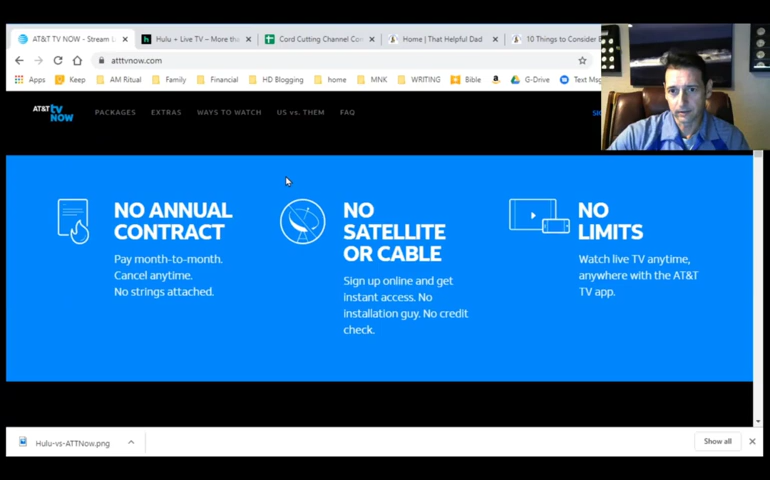 AT&T TV NOW - Stream L
Hulu + Live TV – More tha
Cord Cutting Channel Co
Home | That Helpful Dad
10 Things to Consider B
atttvnow.com
Apps
Keep
AM Ritual
Family
Financial
HD Blogging
home
MNK
WRITING
Bible
G-Drive
Text Msg
AT&T tv NOW
PACKAGES
EXTRAS
WAYS TO WATCH
US vs. THEM
FAQ
NO ANNUAL
CONTRACT
Pay month-to-month.
Cancel anytime.
No strings attached.
NO
SATELLITE
OR CABLE
Sign up online and get
instant access. No
installation guy. No credit
check.
NO
LIMITS
Watch live TV anytime,
anywhere with the AT&T
TV app.
Hulu-vs-ATTNow.png
Show all